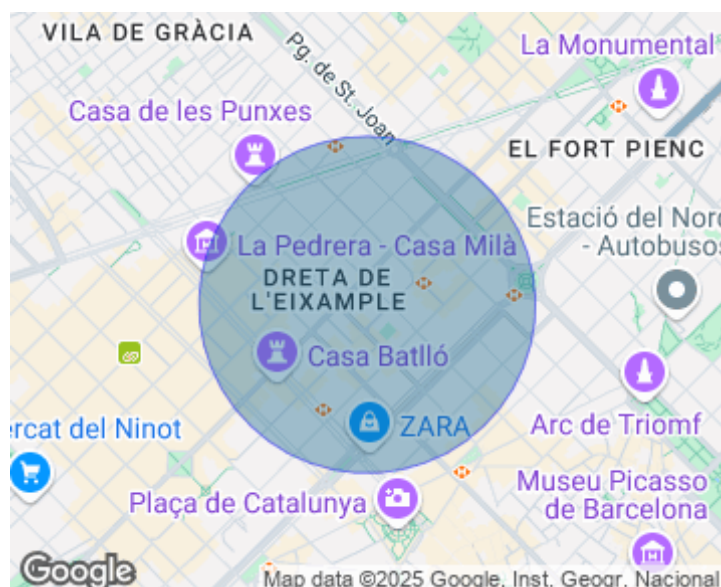 VILA DE GRÀCIA
Pg. de St. Joan
La Monumental
Casa de les Punxes
EL FORT PIENC
Estació del Nord
- Autobusos
La Pedrera - Casa Milà
DRETA DE
L'EIXAMPLE
Casa Batlló
ZARA
Arc de Triomf
ercat del Ninot
Plaça de Catalunya
Museu Picasso
de Barcelona
Google
Map data ©2025 Google, Inst. Geogr. Nacional